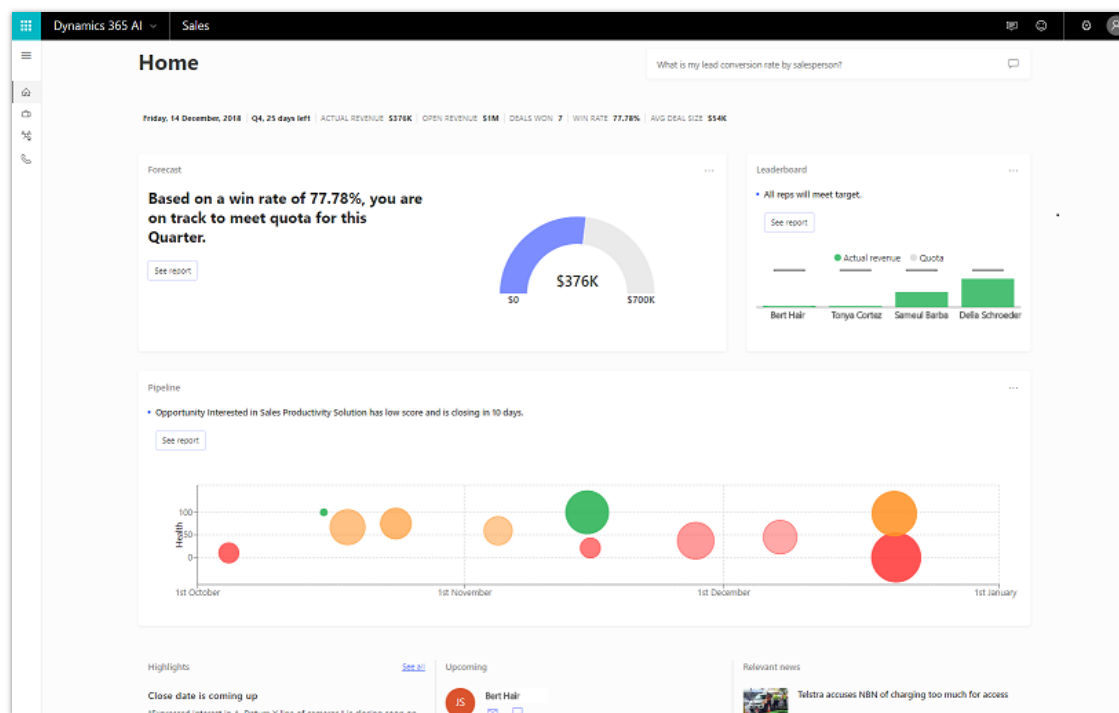 Dynamics 365 AI
Sales
Home
What is my lead conversion rate by salesperson?
Friday, 14 December, 2018 Q4, 25 days left ACTUAL REVENUE $376K OPEN REVENUE $1M DEALS WON 7 WIN RATE 77.78% AVG DEAL SIZE $54K
Forecast
Based on a win rate of 77.78%, you are
on track to meet quota for this
Quarter.
See report
$376K
$0 $700K
Leaderboard
All reps will meet target.
See report
Actual revenue Quota
Bert Hair Tonya Cortez Sameul Barba Delia Schroeder
Pipeline
Opportunity Interested in Sales Productivity Solution has low score and is closing in 10 days.
See report
Health
100
50
0
1st October 1st November 1st December 1st January
Highlights See all
Close date is coming up
Upcoming
JS
Bert Hair
Relevant news
Telstra accuses NBN of charging too much for access